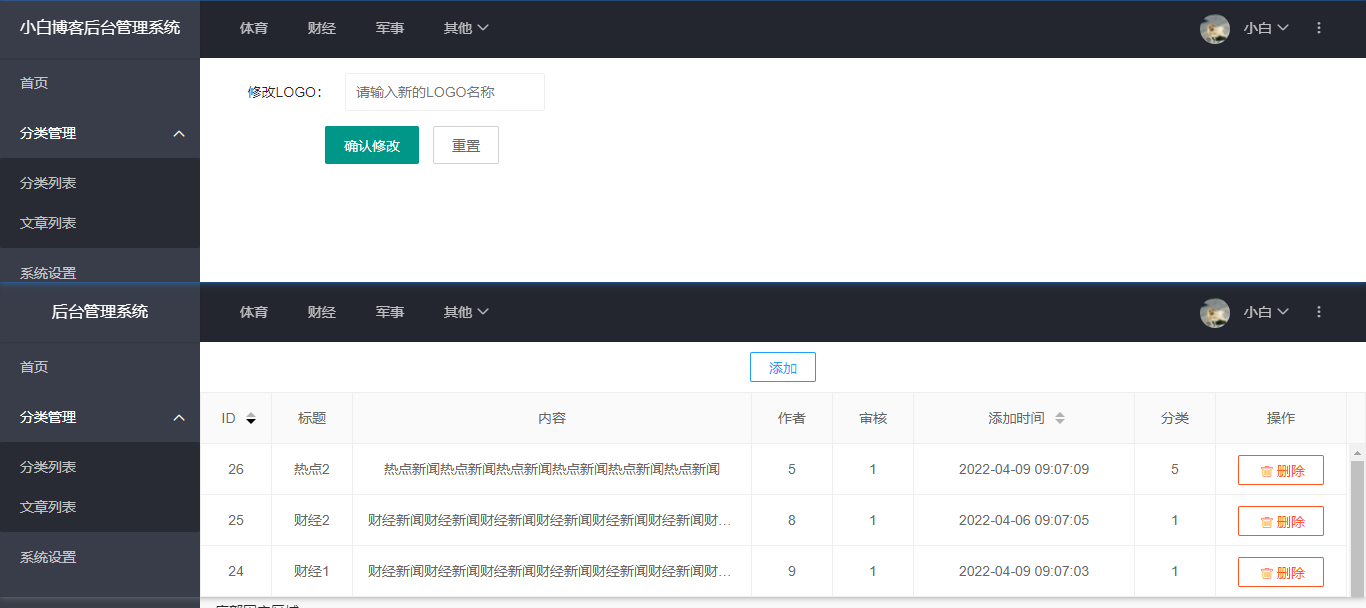 小白博客后台管理系统 体育 财经 军事 其他 小白
首页
修改LOGO： 请输入新的LOGO名称
分类管理
确认修改 重置
分类列表
文章列表
系统设置
后台管理系统 体育 财经 军事 其他 小白
首页
添加
分类管理
ID 标题 内容 作者 审核 添加时间 分类 操作
分类列表
26 热点2 热点新闻热点新闻热点新闻热点新闻热点新闻热点新闻 5 1 2022-04-09 09:07:09 5 删除
文章列表
25 财经2 财经新闻财经新闻财经新闻财经新闻财经新闻财经新闻财... 8 1 2022-04-06 09:07:05 1 删除
系统设置
24 财经1 财经新闻财经新闻财经新闻财经新闻财经新闻财经新闻财... 9 1 2022-04-09 09:07:03 1 删除